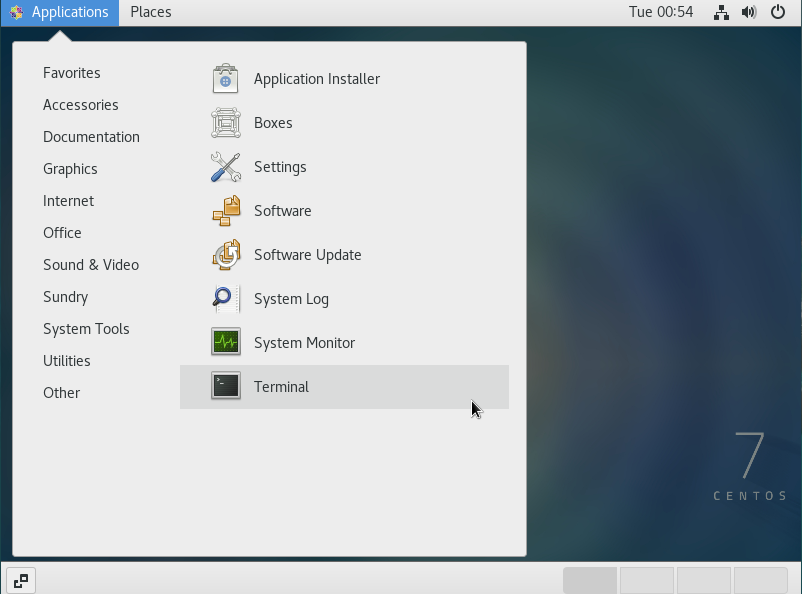 Applications Places Tue 00:54
Favorites
Accessories
Documentation
Graphics
Internet
Office
Sound & Video
Sundry
System Tools
Utilities
Other
Application Installer
Boxes
Settings
Software
Software Update
System Log
System Monitor
Terminal
7
CENTOS